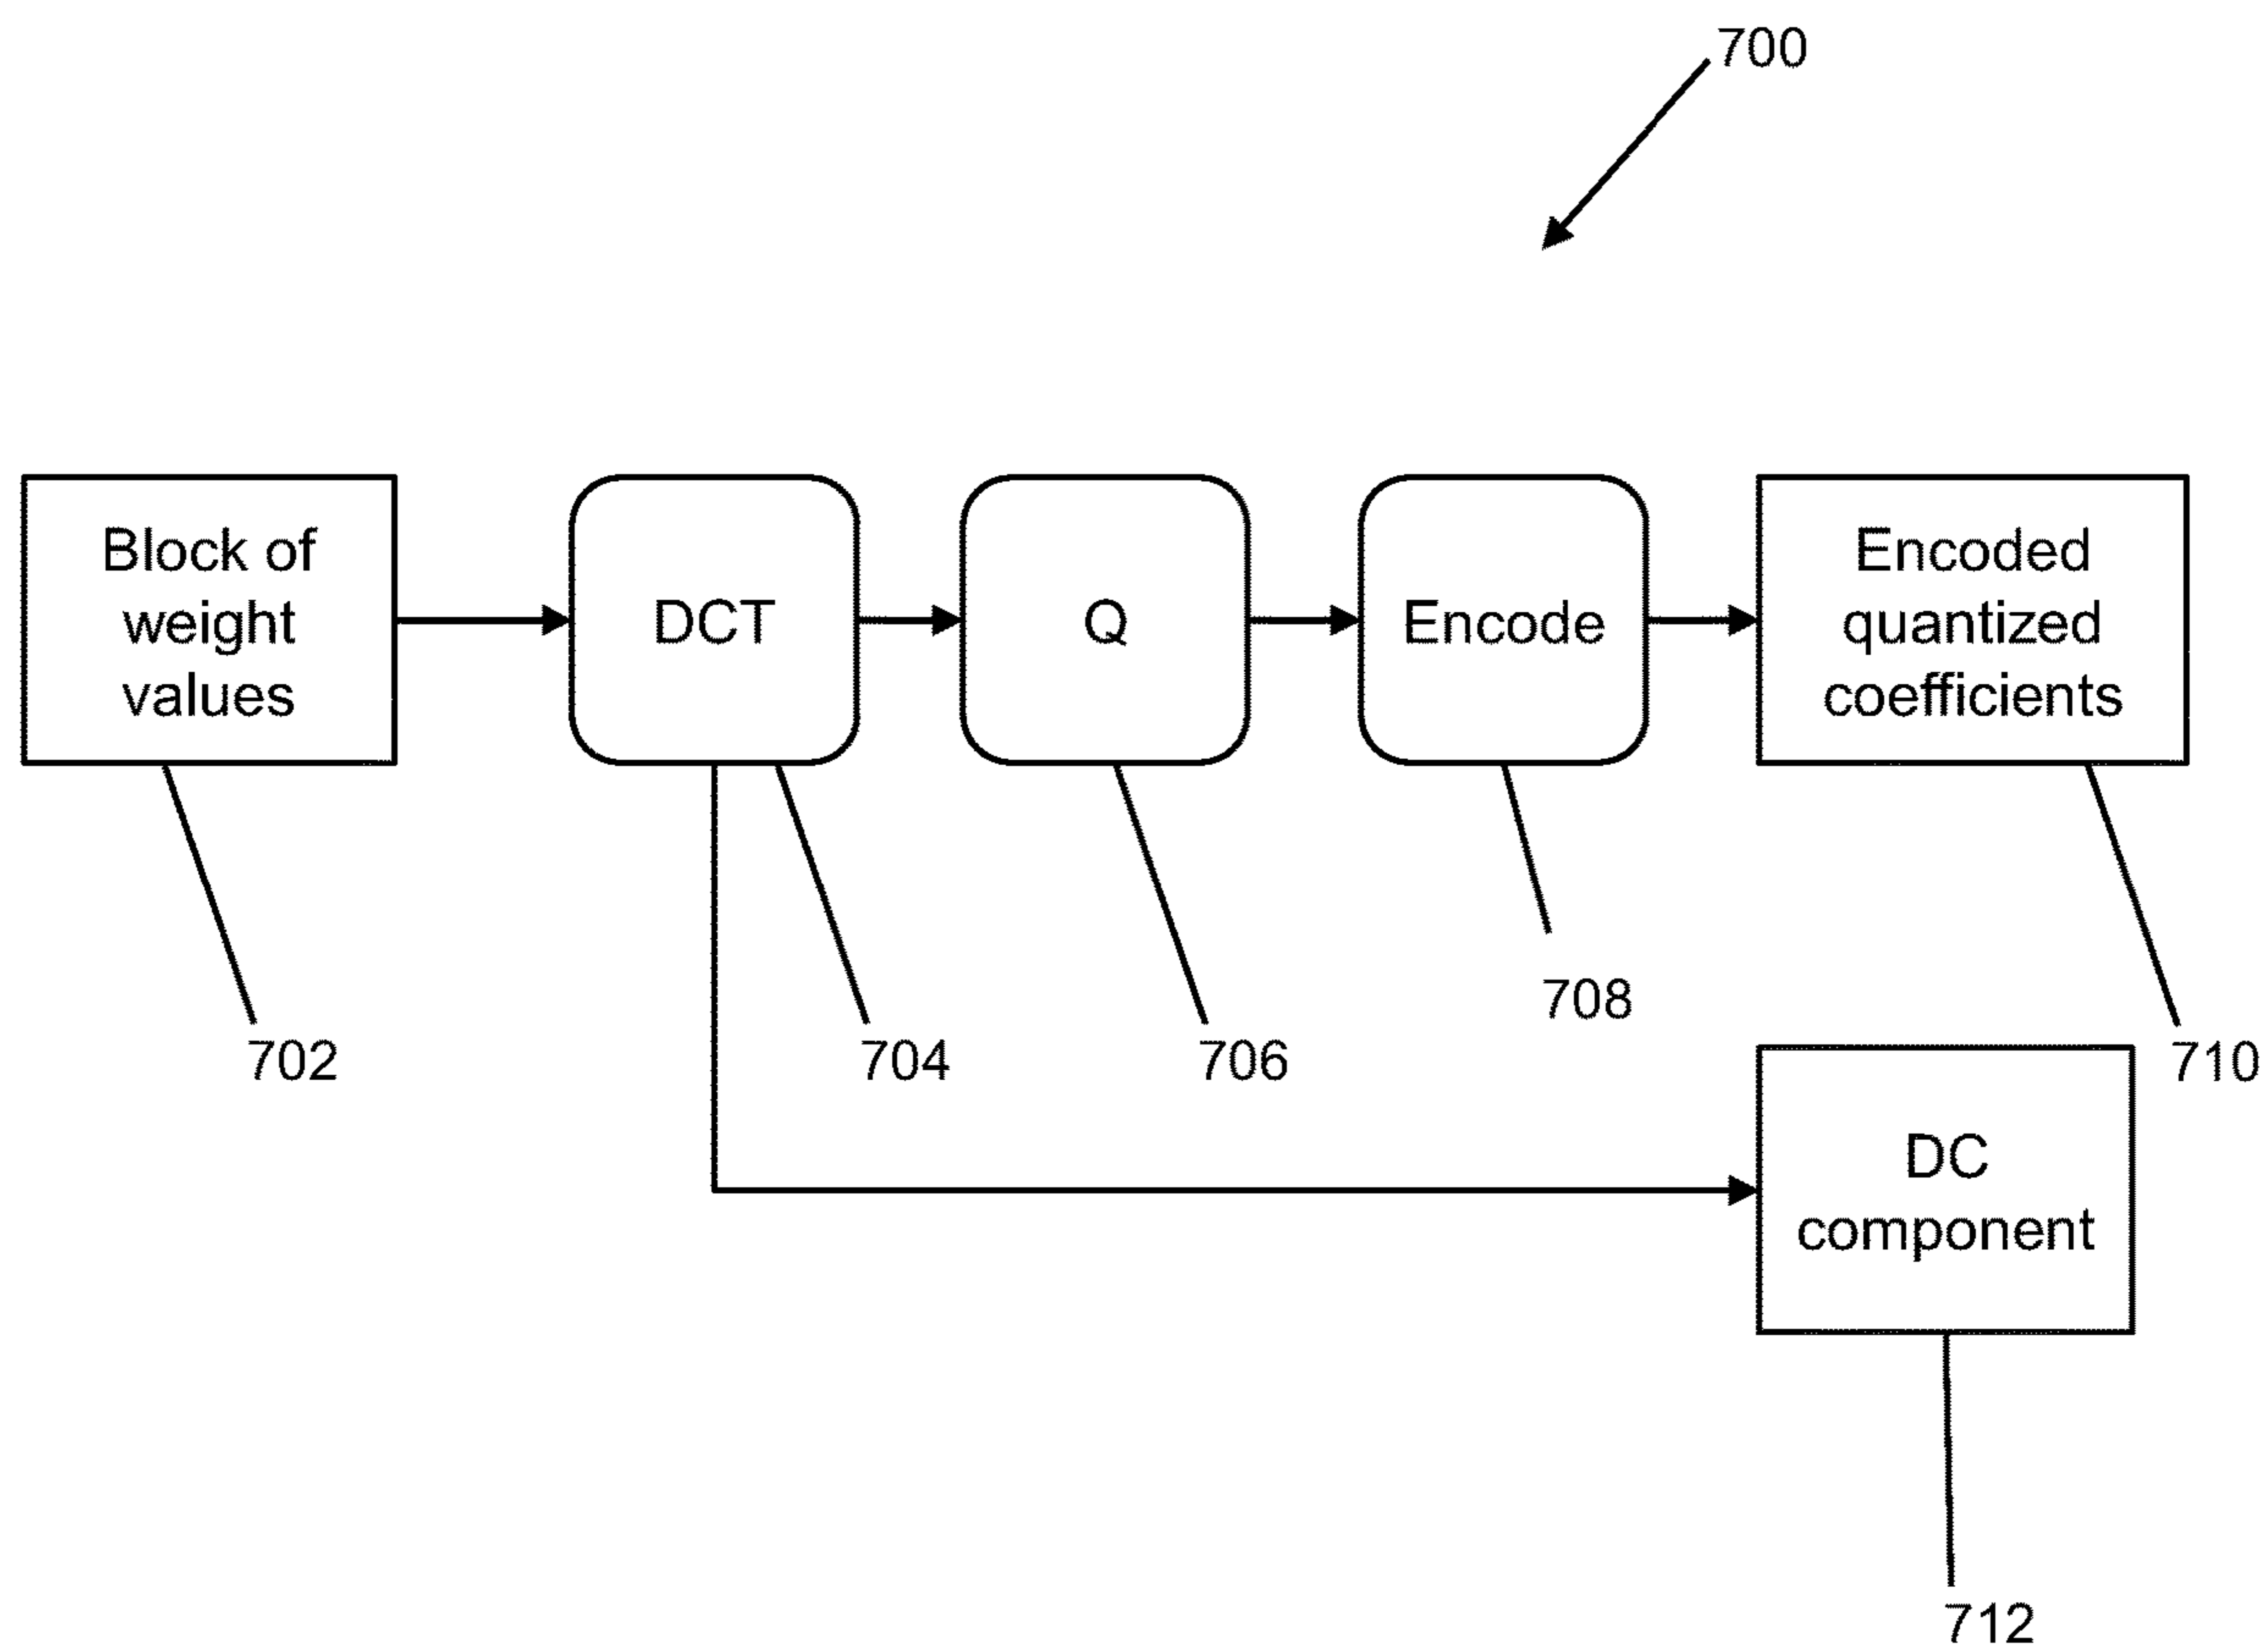 700
Block of
weight
values
DCT
Q
Encode
Encoded
quantized
coefficients
702
704
706
708
710
DC
component
712